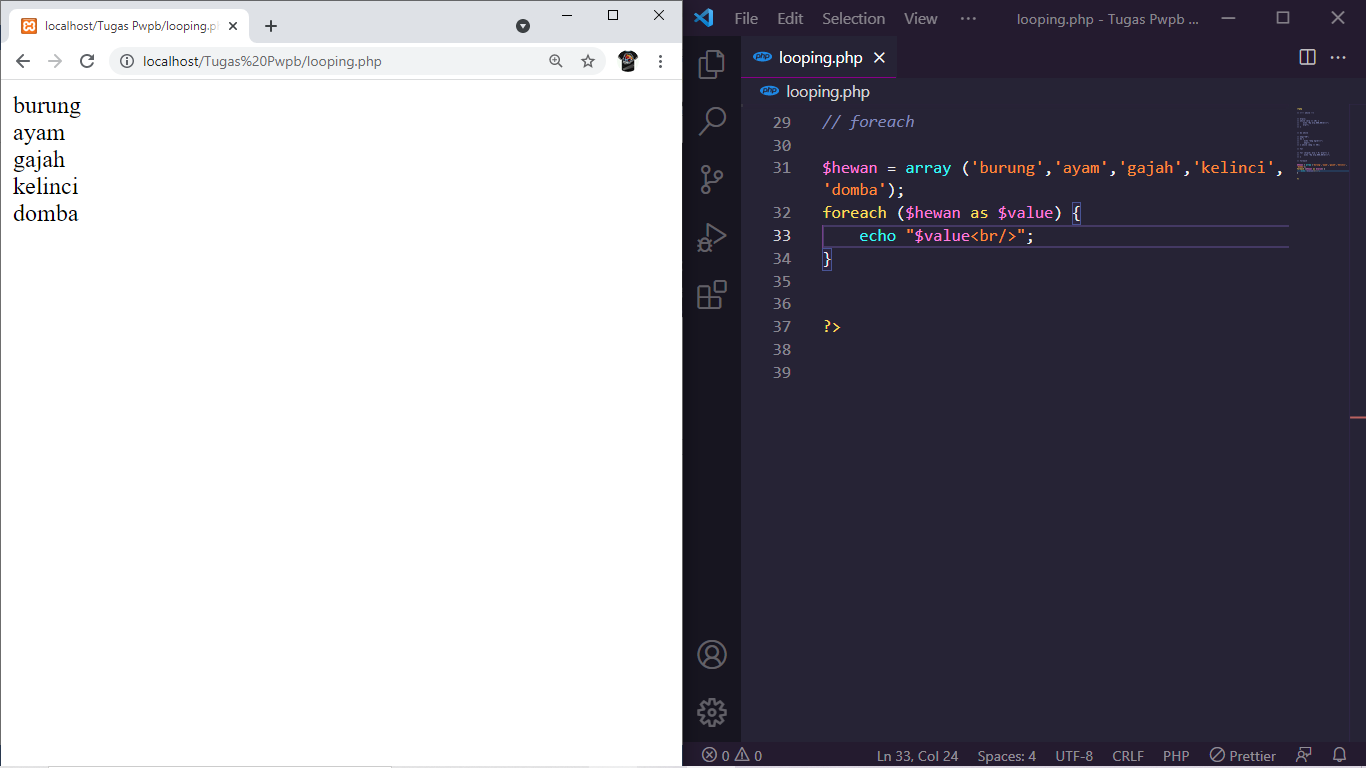 localhost/Tugas Pwpb/looping.ph
localhost/Tugas%20Pwpb/looping.php
burung
ayam
gajah
kelinci
domba
File Edit Selection View ··· looping.php - Tugas Pwpb ...
php looping.php
php looping.php
29 // foreach
30
31 $hewan = array ('burung','ayam','gajah','kelinci',
'domba');
32 foreach ($hewan as $value) {
33 echo "$value<br/>";
34 }
35
36
37 ?>
38
39
0 0 Ln 33, Col 24 Spaces: 4 UTF-8 CRLF PHP Prettier